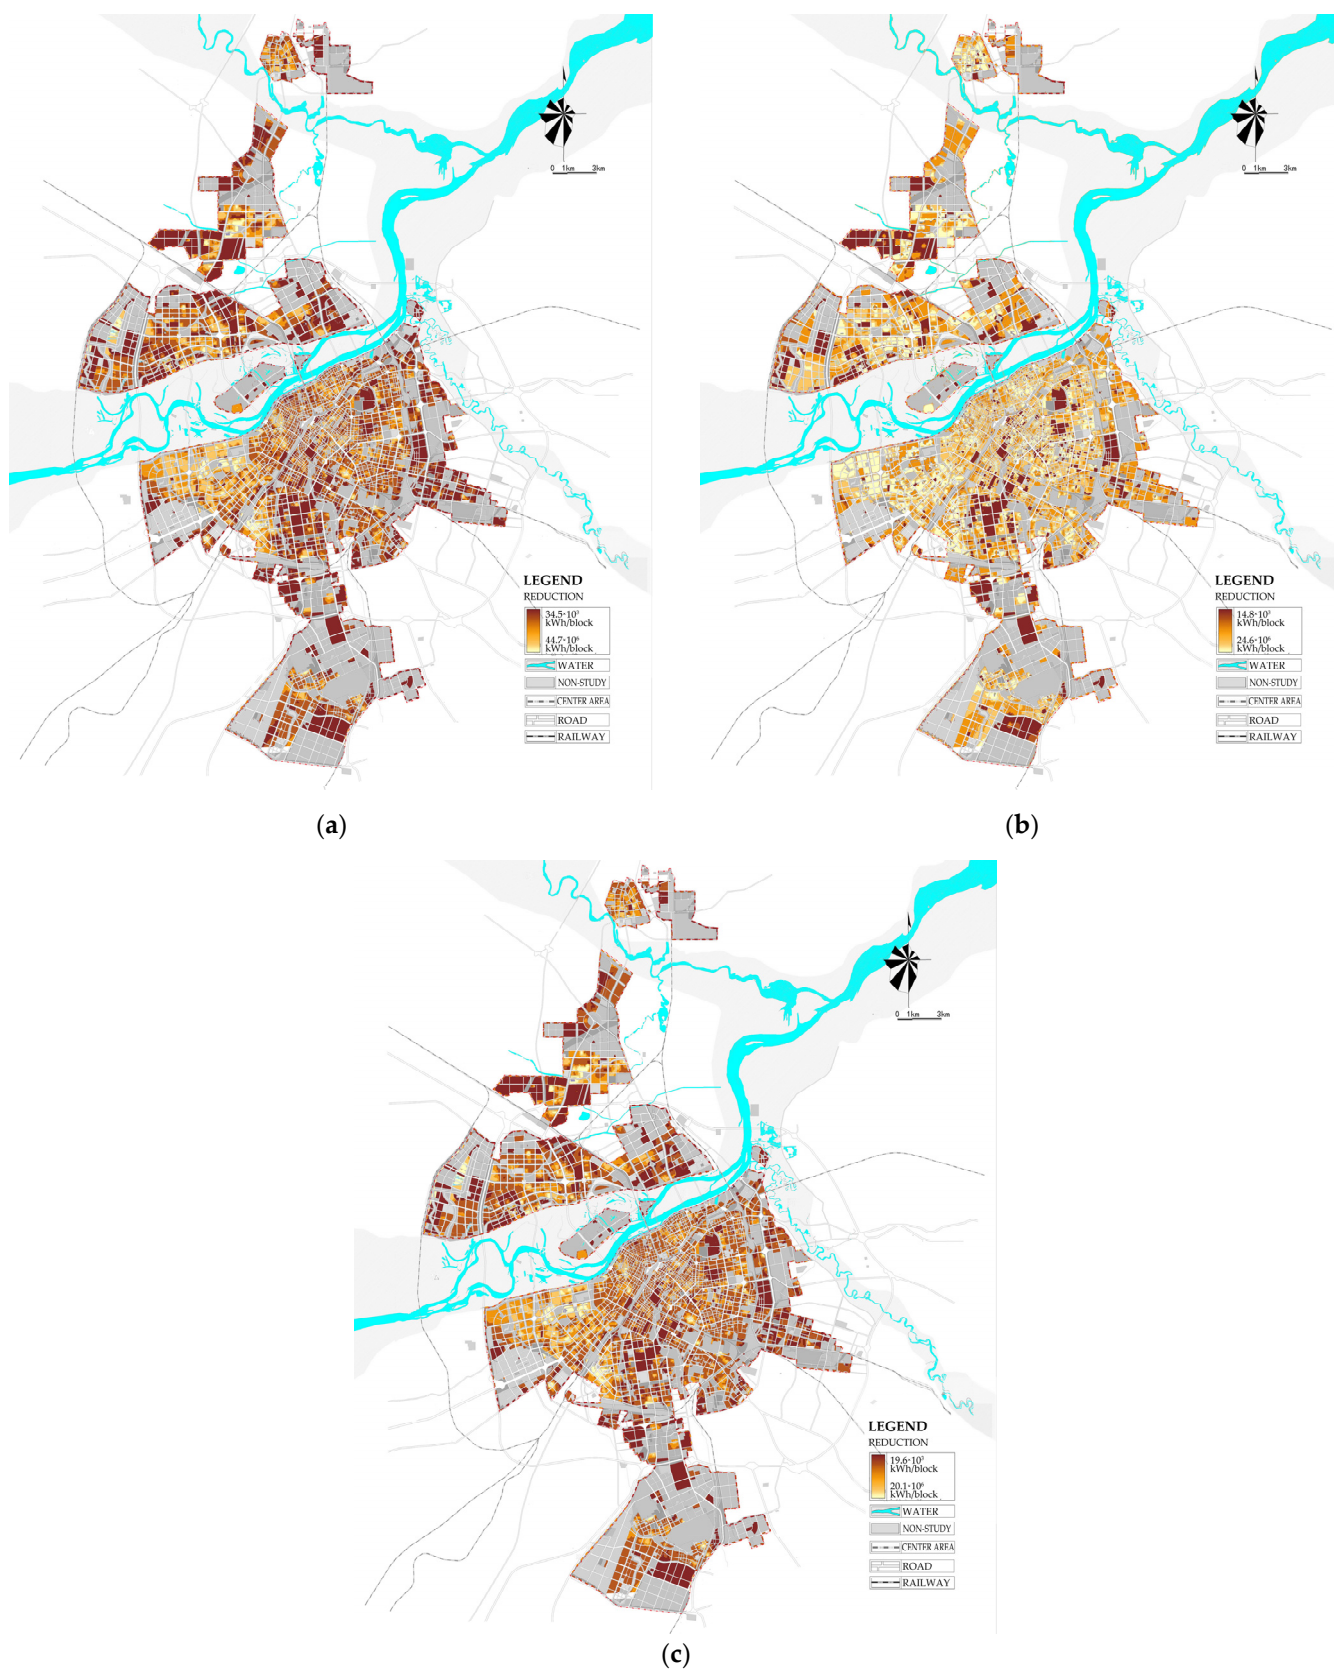 0 1km 3km
LEGEND
REDUCTION
34.5·10³
kWh/block
44.7·10⁶
kWh/block
WATER
NON-STUDY
CENTER AREA
ROAD
RAILWAY
(a)
0 1km 3km
LEGEND
REDUCTION
14.8·10³
kWh/block
24.6·10⁶
kWh/block
WATER
NON-STUDY
CENTER AREA
ROAD
RAILWAY
(b)
0 1km 3km
LEGEND
REDUCTION
19.6·10³
kWh/block
20.1·10⁶
kWh/block
WATER
NON-STUDY
CENTER AREA
ROAD
RAILWAY
(c)